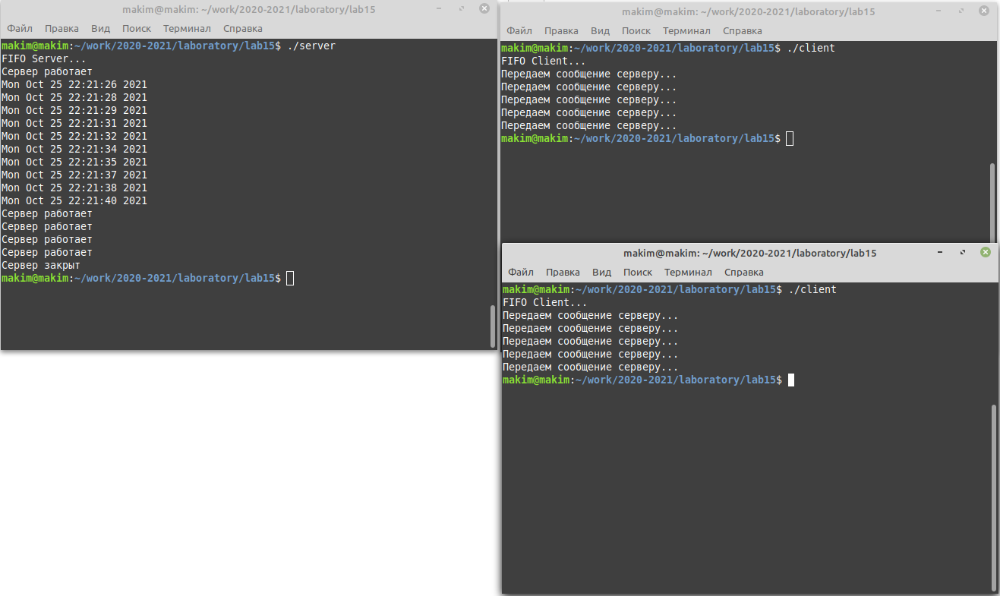 makim@makim: ~/work/2020-2021/laboratory/lab15
Файл Правка Вид Поиск Терминал Справка
makim@makim:~/work/2020-2021/laboratory/lab15$ ./server
FIFO Server...
Сервер работает
Mon Oct 25 22:21:26 2021
Mon Oct 25 22:21:28 2021
Mon Oct 25 22:21:29 2021
Mon Oct 25 22:21:31 2021
Mon Oct 25 22:21:32 2021
Mon Oct 25 22:21:34 2021
Mon Oct 25 22:21:35 2021
Mon Oct 25 22:21:37 2021
Mon Oct 25 22:21:38 2021
Mon Oct 25 22:21:40 2021
Сервер работает
Сервер работает
Сервер работает
Сервер работает
Сервер закрыт
makim@makim:~/work/2020-2021/laboratory/lab15$
makim@makim: ~/work/2020-2021/laboratory/lab15
Файл Правка Вид Поиск Терминал Справка
makim@makim:~/work/2020-2021/laboratory/lab15$ ./client
FIFO Client...
Передаем сообщение серверу...
Передаем сообщение серверу...
Передаем сообщение серверу...
Передаем сообщение серверу...
Передаем сообщение серверу...
makim@makim:~/work/2020-2021/laboratory/lab15$
makim@makim: ~/work/2020-2021/laboratory/lab15
Файл Правка Вид Поиск Терминал Справка
makim@makim:~/work/2020-2021/laboratory/lab15$ ./client
FIFO Client...
Передаем сообщение серверу...
Передаем сообщение серверу...
Передаем сообщение серверу...
Передаем сообщение серверу...
Передаем сообщение серверу...
makim@makim:~/work/2020-2021/laboratory/lab15$